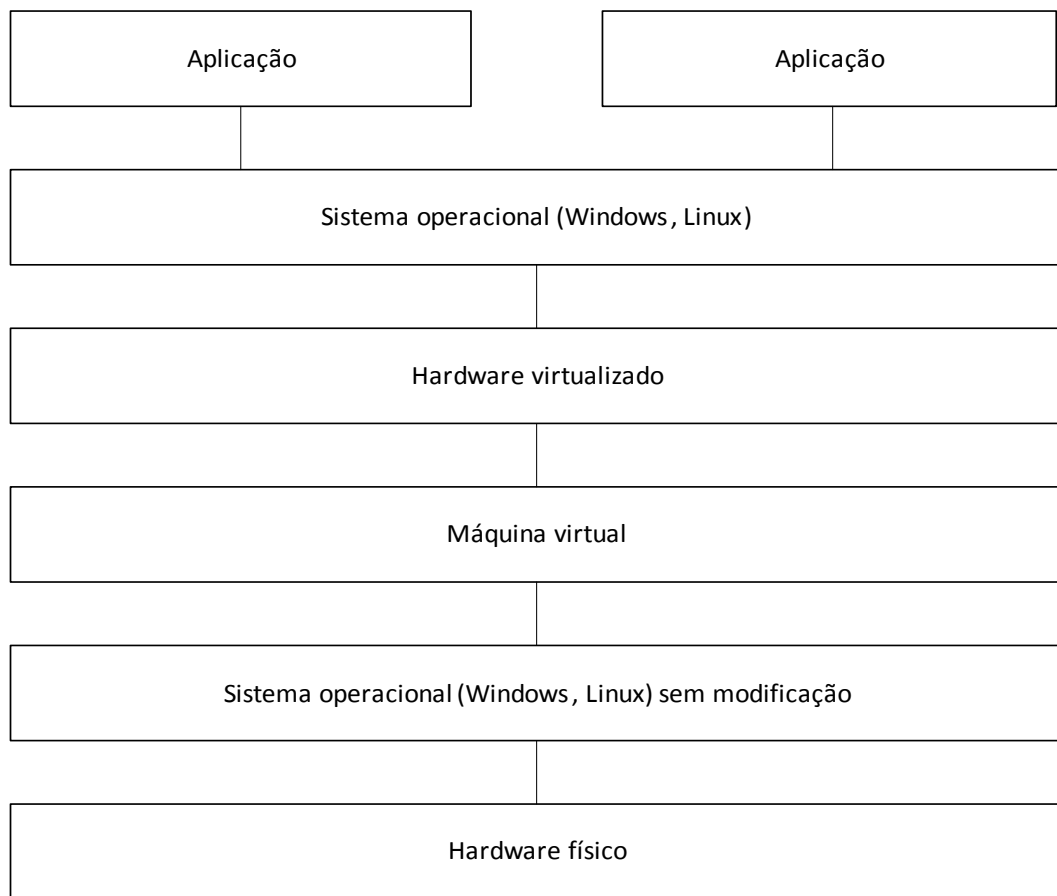 Aplicação
Aplicação
Sistema operacional (Windows, Linux)
Hardware virtualizado
Máquina virtual
Sistema operacional (Windows, Linux) sem modificação
Hardware físico